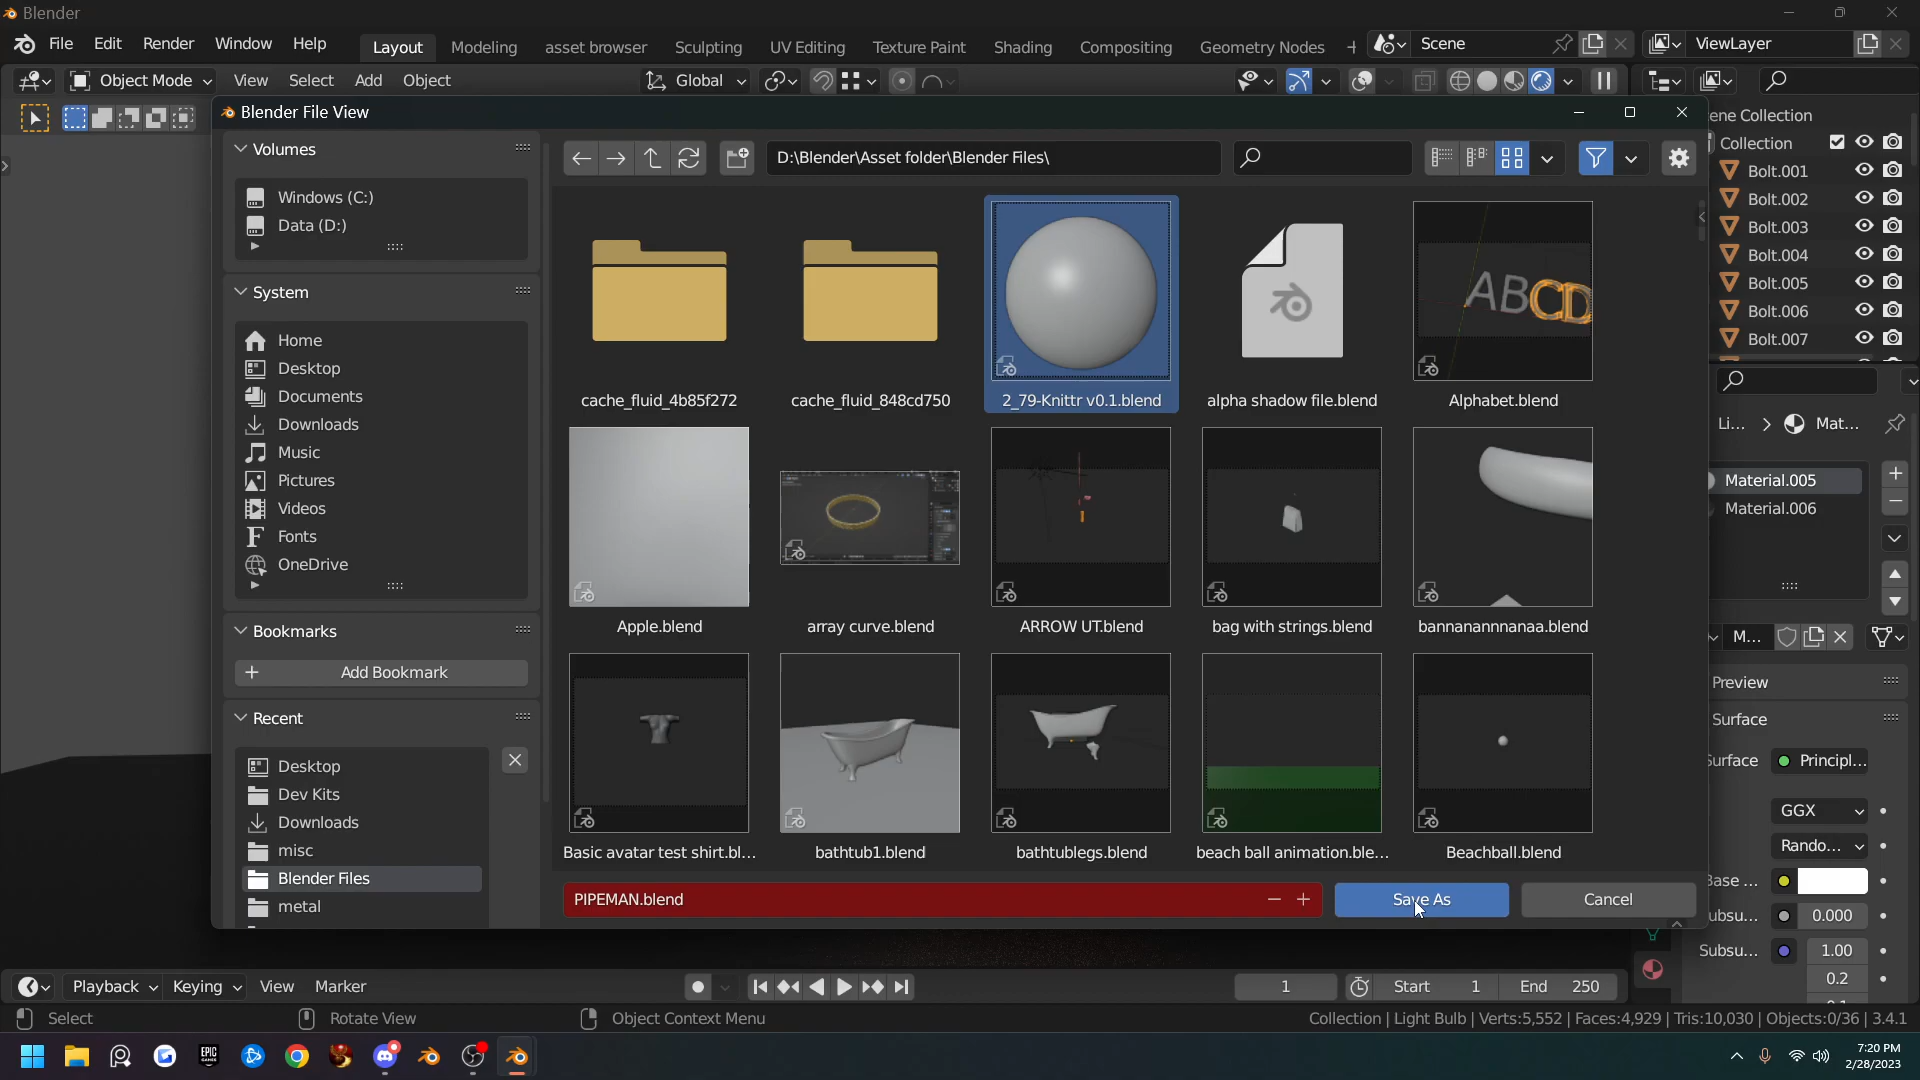 Blender
File Edit Render Window Help Layout Modeling asset browser Sculpting UV Editing Texture Paint Shading Compositing Geometry Nodes Scene ViewLayer
Object Mode View Select Add Object Global
Blender File View
Volumes
Windows (C:)
Data (D:)
System
Home
Desktop
Documents
Downloads
Music
Pictures
Videos
Fonts
OneDrive
Bookmarks
Add Bookmark
Recent
Desktop
Dev Kits
Downloads
misc
Blender Files
metal
D:\Blender\Asset folder\Blender Files\
ABCD
cache_fluid_4b85f272 cache_fluid_848cd750 2_79-Knittr v0.1.blend alpha shadow file.blend Alphabet.blend
Apple.blend array curve.blend ARROW UT.blend bag with strings.blend bannanannnanaa.blend
Basic avatar test shirt.bl... bathtub1.blend bathtublegs.blend beach ball animation.ble... Beachball.blend
PIPEMAN.blend Save As Cancel
ene Collection
Collection
Bolt.001
Bolt.002
Bolt.003
Bolt.004
Bolt.005
Bolt.006
Bolt.007
Li... Mat...
Material.005
Material.006
M...
Preview
Surface
Surface Principl...
GGX
Rando...
Base ...
ubsu... 0.000
Subsu... 1.00
0.2
Playback Keying View Marker 1 Start 1 End 250
Select Rotate View Object Context Menu Collection | Light Bulb | Verts:5,552 | Faces:4,929 | Tris:10,030 | Objects:0/36 | 3.4.1
EPIC GAMES
7:20 PM
2/28/2023